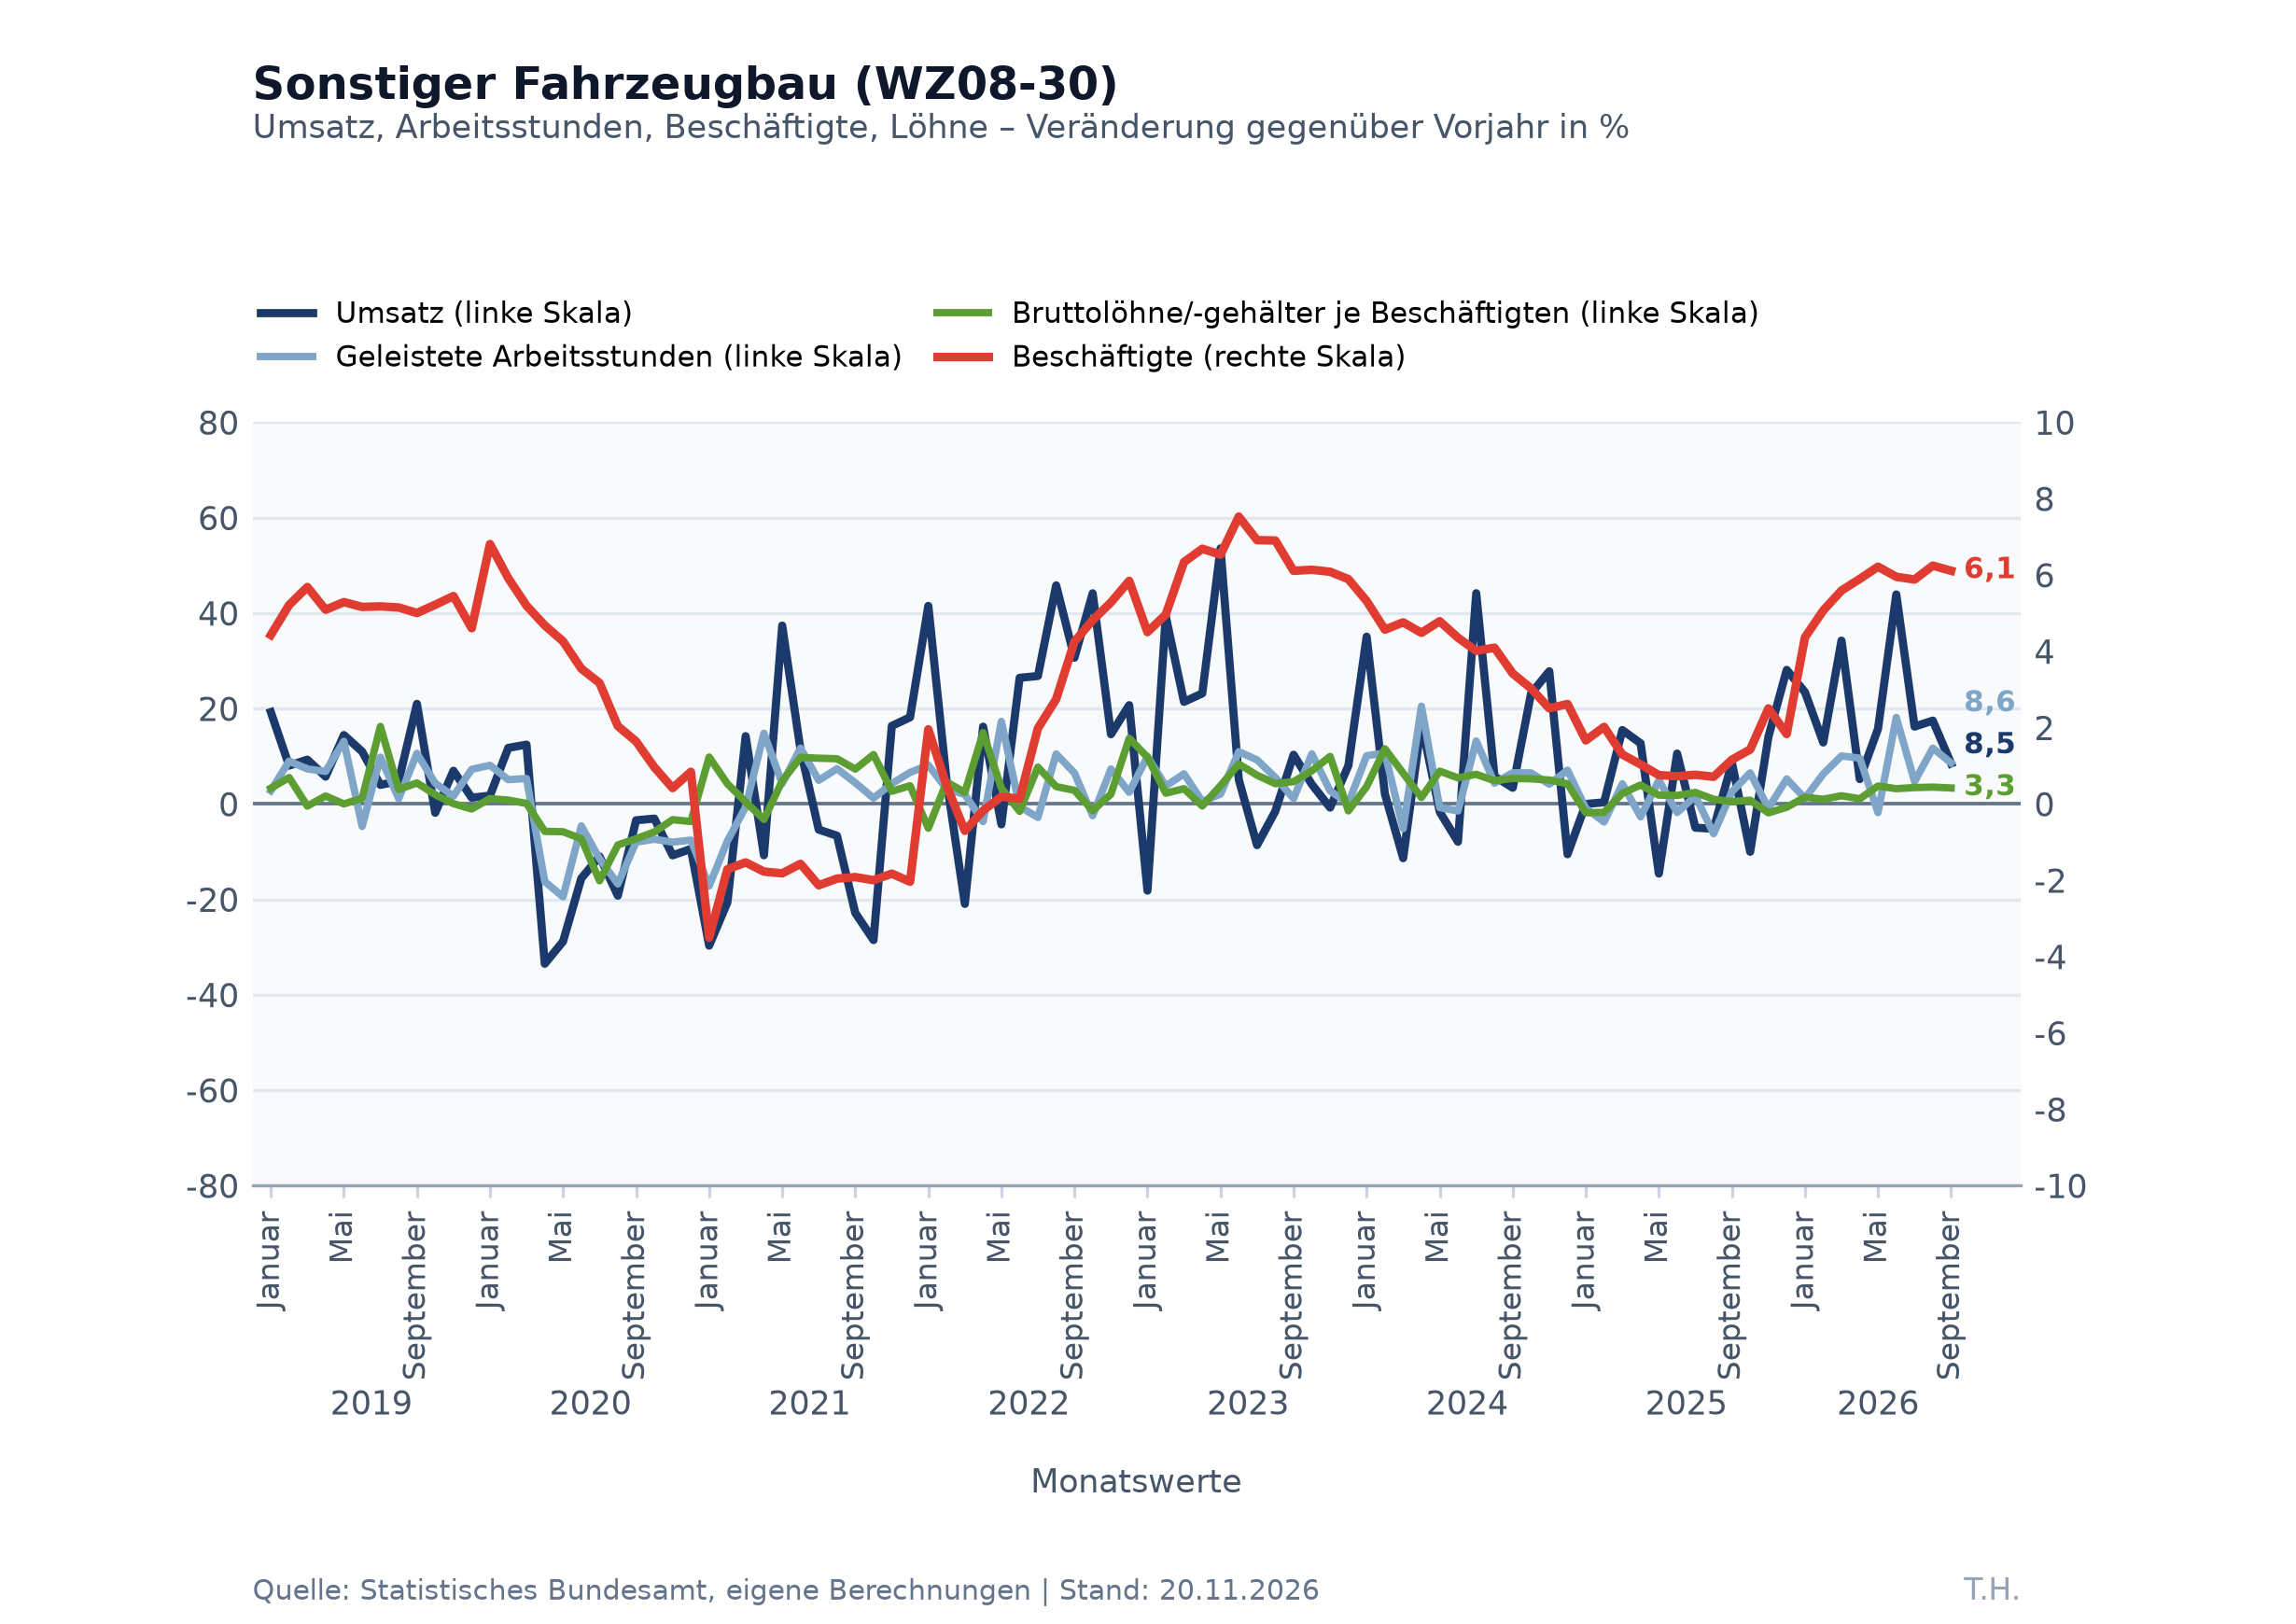 Sonstiger Fahrzeugbau (WZ08-30)
Umsatz, Arbeitsstunden, Beschäftigte, Löhne – Veränderung gegenüber Vorjahr in %
Umsatz (linke Skala)
Geleistete Arbeitsstunden (linke Skala)
Bruttolöhne/-gehälter je Beschäftigten (linke Skala)
Beschäftigte (rechte Skala)
80
60
40
20
0
-20
-40
-60
-80
10
8
6
4
2
0
-2
-4
-6
-8
-10
6,1
8,6
8,5
3,3
Januar
Mai
September
Januar
Mai
September
Januar
Mai
September
Januar
Mai
September
Januar
Mai
September
Januar
Mai
September
Januar
Mai
September
Januar
Mai
September
2019
2020
2021
2022
2023
2024
2025
2026
Monatswerte
Quelle: Statistisches Bundesamt, eigene Berechnungen | Stand: 20.11.2026
T.H.